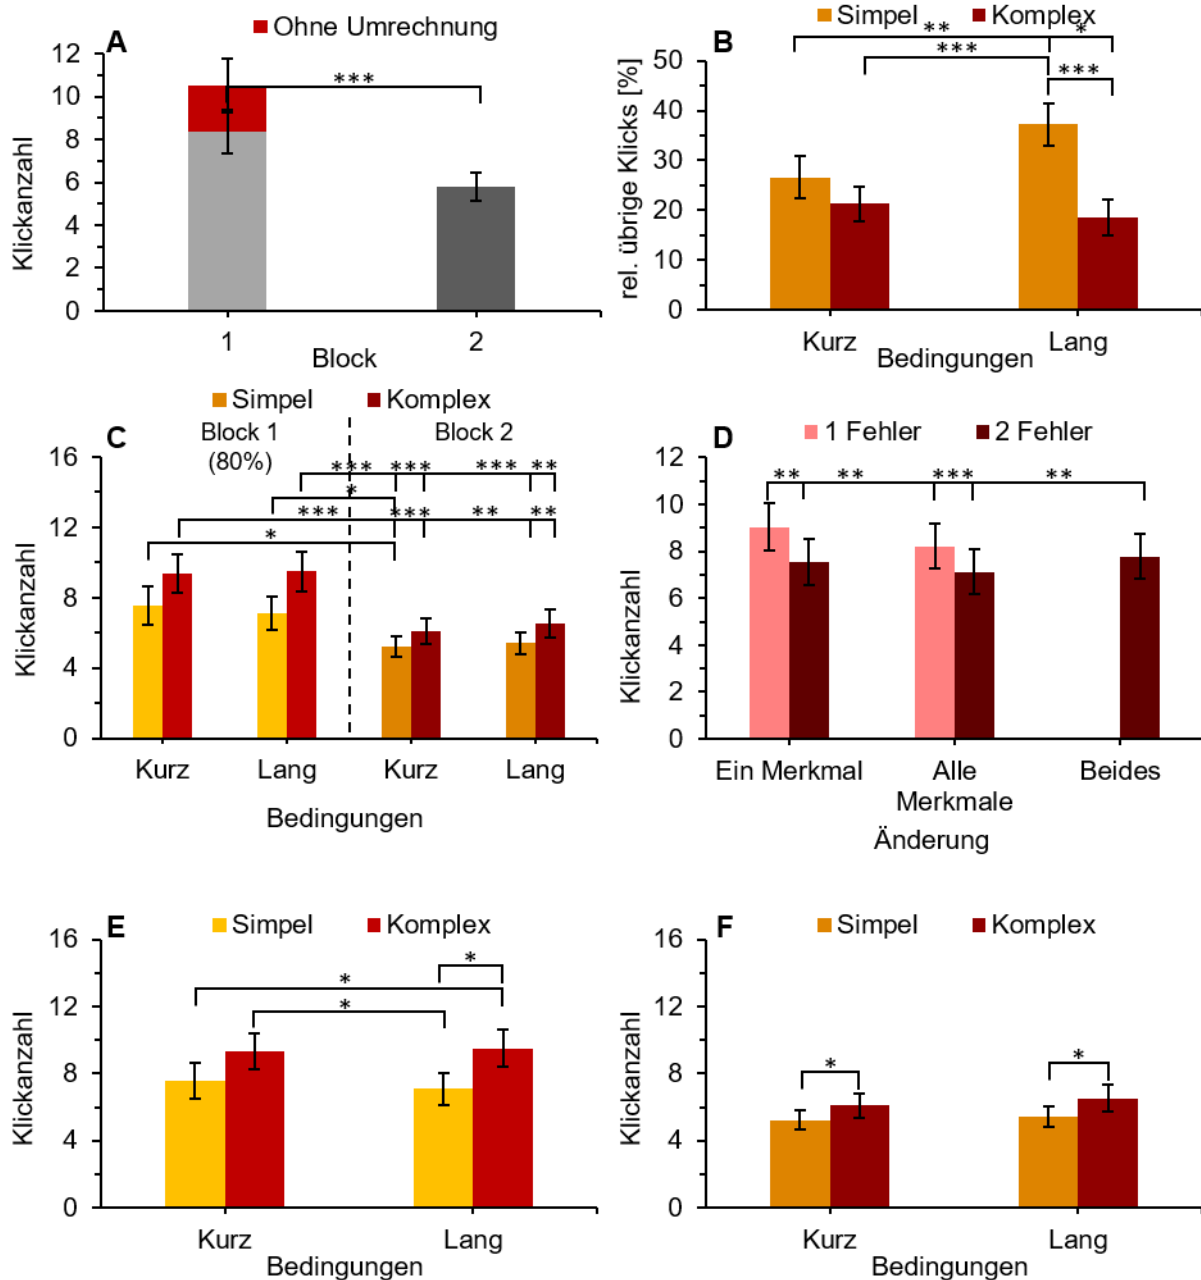 A
Ohne Umrechnung
Klickanzahl
12
10
8
6
4
2
0
***
1
2
Block
B
Simpel
Komplex
rel. übrige Klicks [%]
50
40
30
20
10
0
**
*
***
***
Kurz
Lang
Bedingungen
C
Simpel
Komplex
Block 1
(80%)
Block 2
Klickanzahl
16
12
8
4
0
***
***
***
**
*
***
***
**
**
*
Kurz
Lang
Kurz
Lang
Bedingungen
D
1 Fehler
2 Fehler
Klickanzahl
12
10
8
6
4
2
0
**
**
***
**
Ein Merkmal
Alle
Merkmale
Beides
Änderung
E
Simpel
Komplex
Klickanzahl
16
12
8
4
0
*
*
*
Kurz
Lang
Bedingungen
F
Simpel
Komplex
Klickanzahl
16
12
8
4
0
*
*
Kurz
Lang
Bedingungen